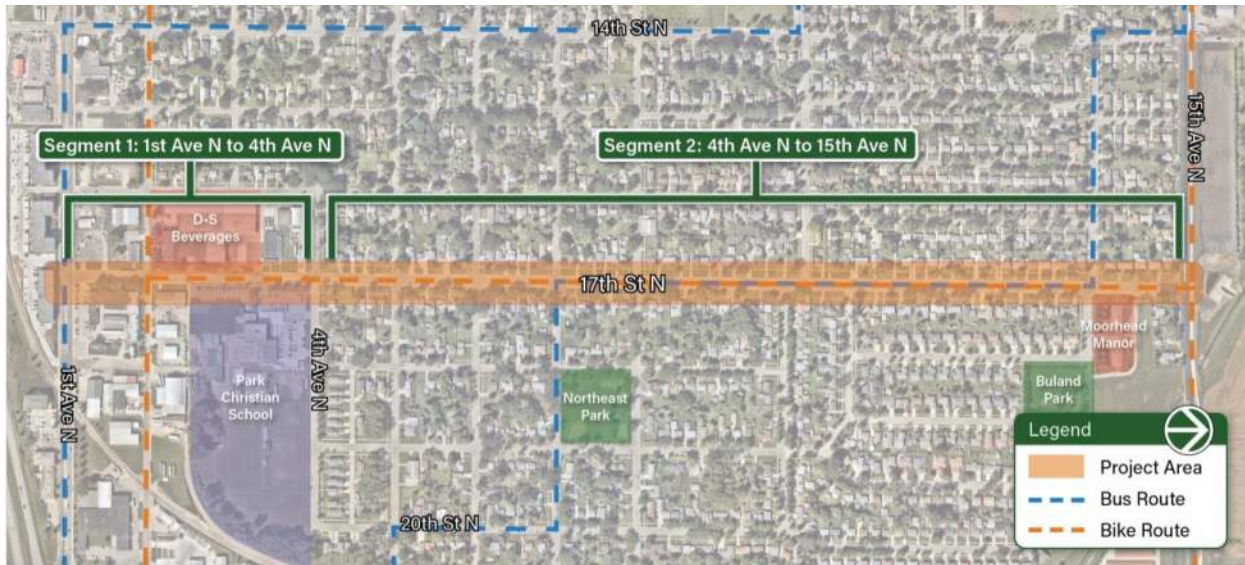 14th St N
15th Ave N
Segment 1: 1st Ave N to 4th Ave N
Segment 2: 4th Ave N to 15th Ave N
D-S
Beverages
17th St N
1st Ave N
4th Ave N
Park
Christian
School
Northeast
Park
Moorhead
Manor
Buland
Park
20th St N
Legend
Project Area
Bus Route
Bike Route